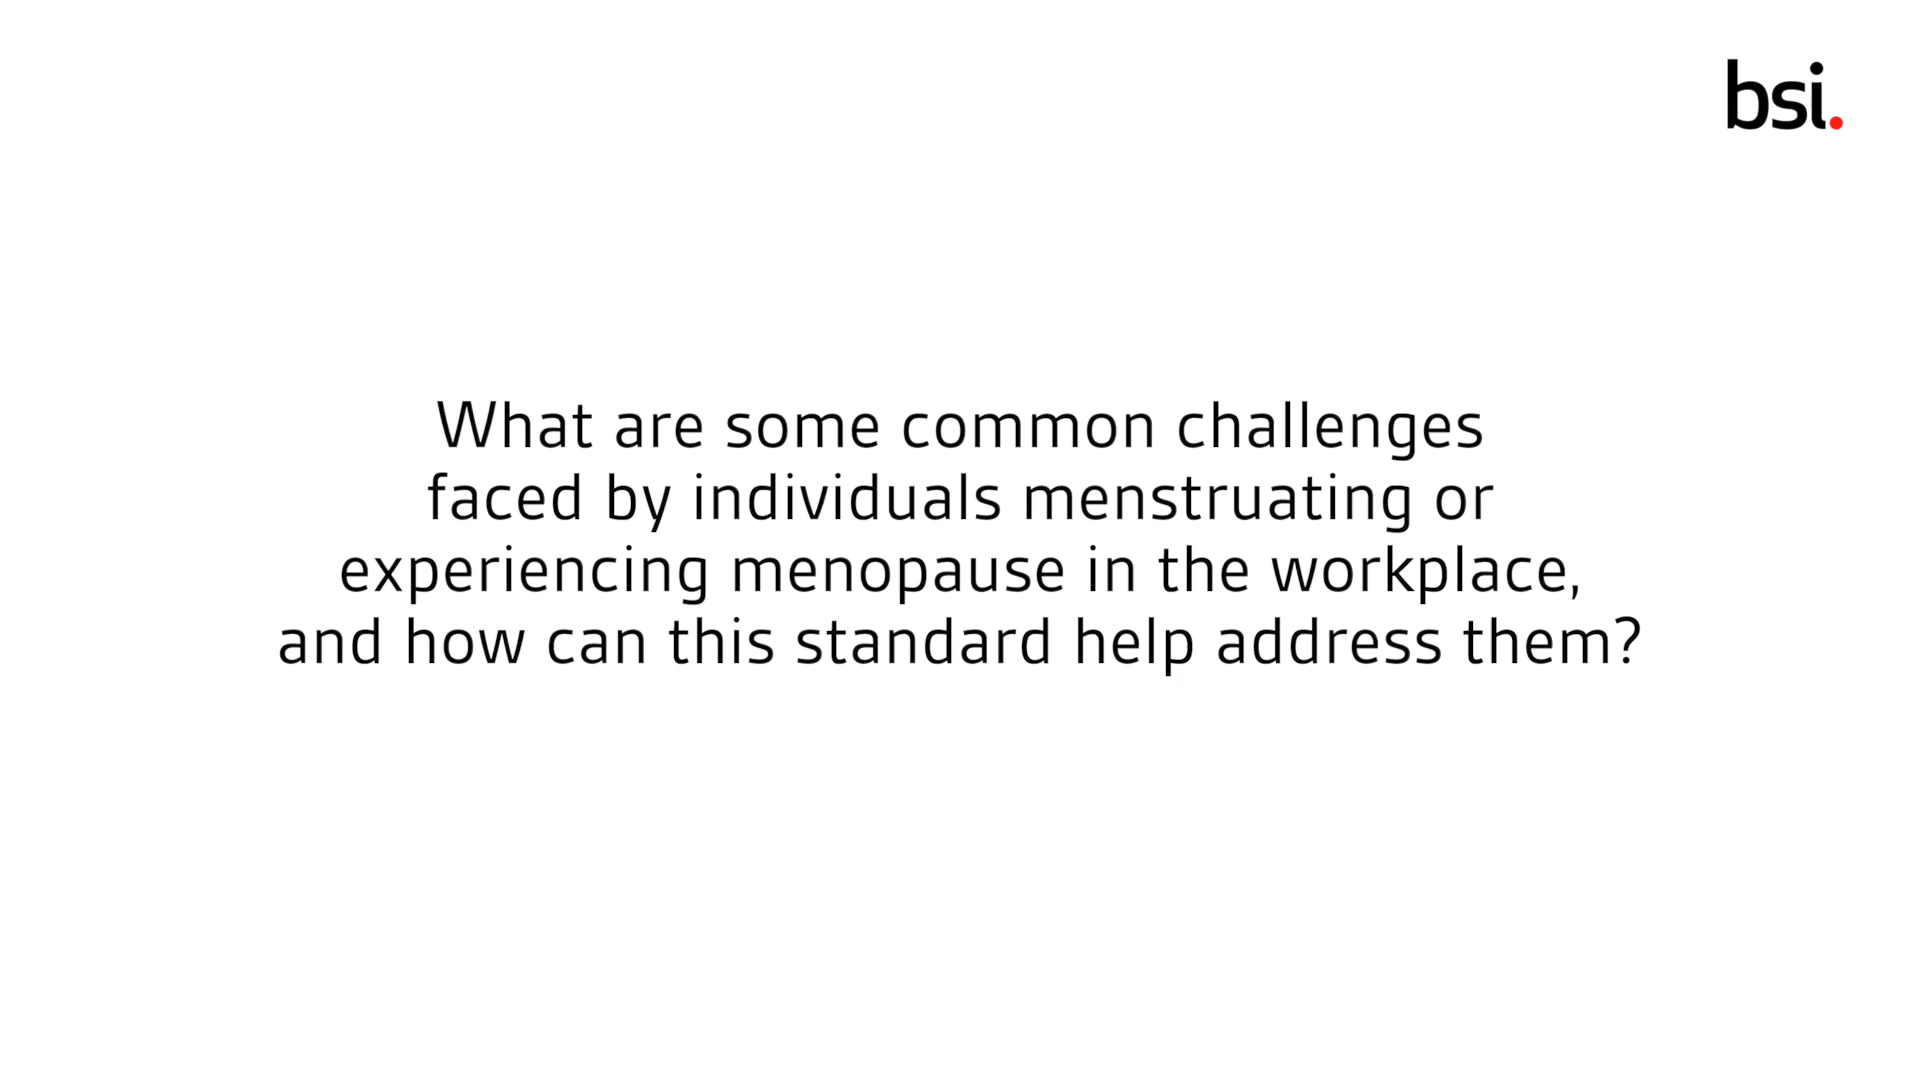 bsi.
What are some common challenges
faced by individuals menstruating or
experiencing menopause in the workplace,
and how can this standard help address them?